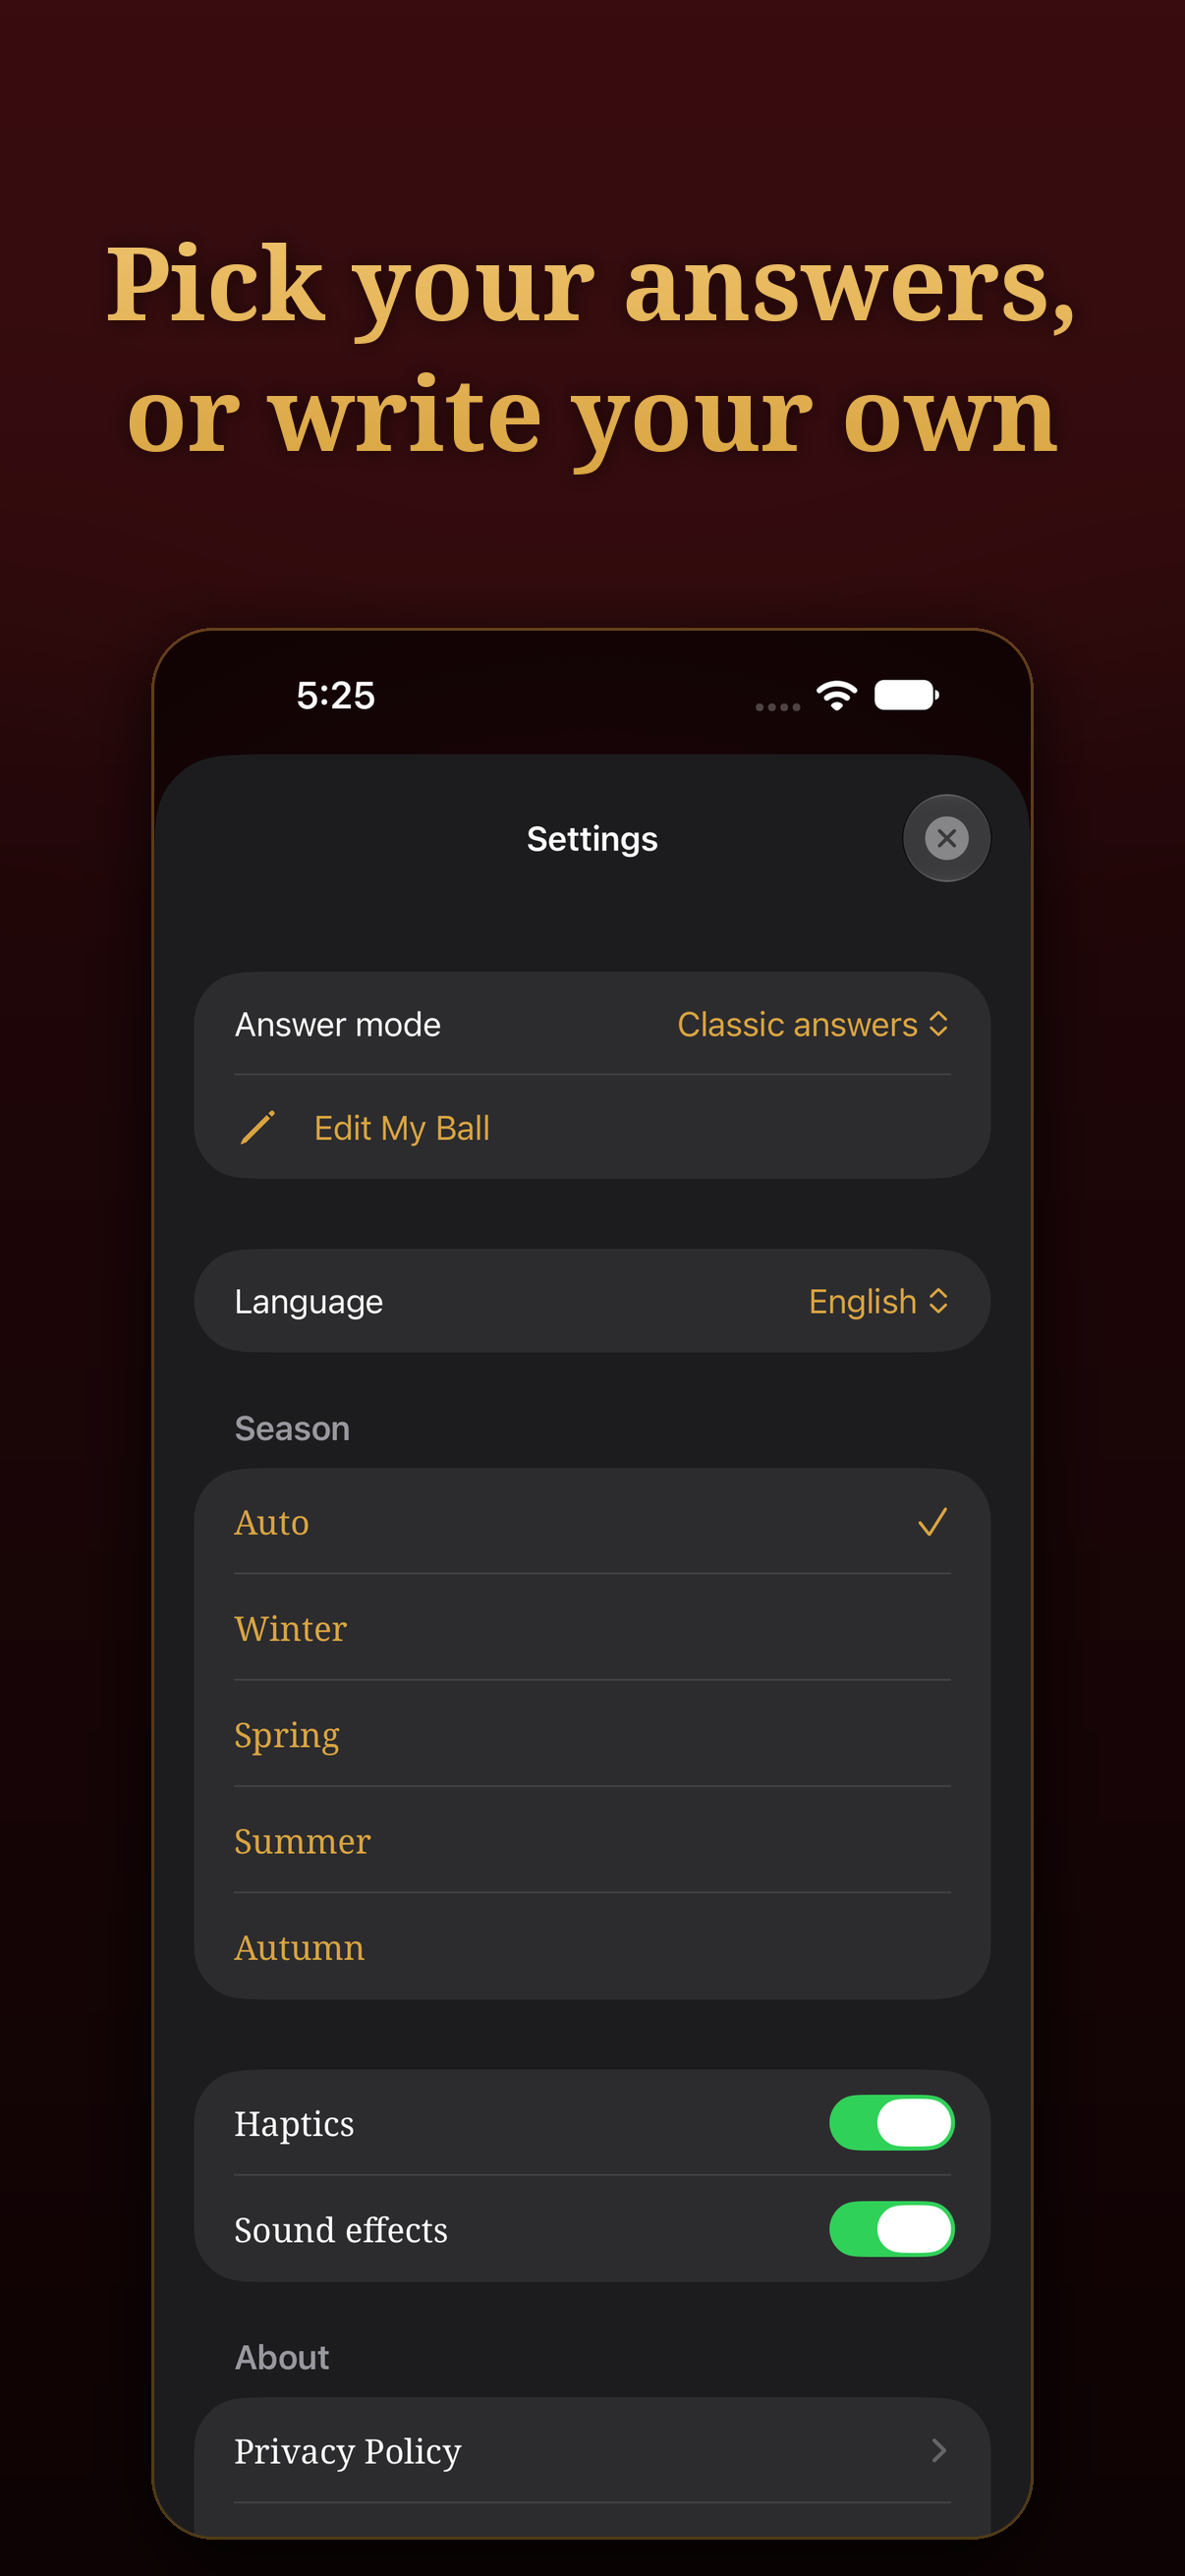 Pick your answers,
or write your own
5:25
Settings
Answer mode Classic answers
Edit My Ball
Language English
Season
Auto
Winter
Spring
Summer
Autumn
Haptics
Sound effects
About
Privacy Policy